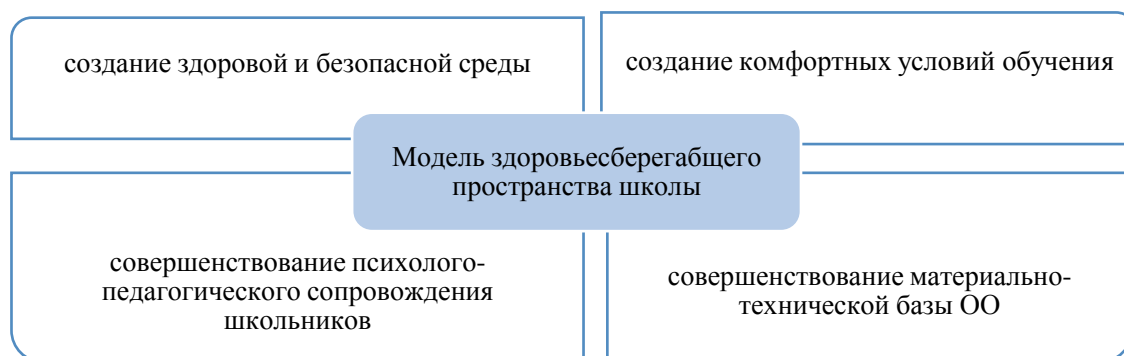 создание здоровой и безопасной среды
создание комфортных условий обучения
Модель здоровьесберегабщего
пространства школы
совершенствование психолого-
педагогического сопровождения
школьников
совершенствование материально-
технической базы ОО